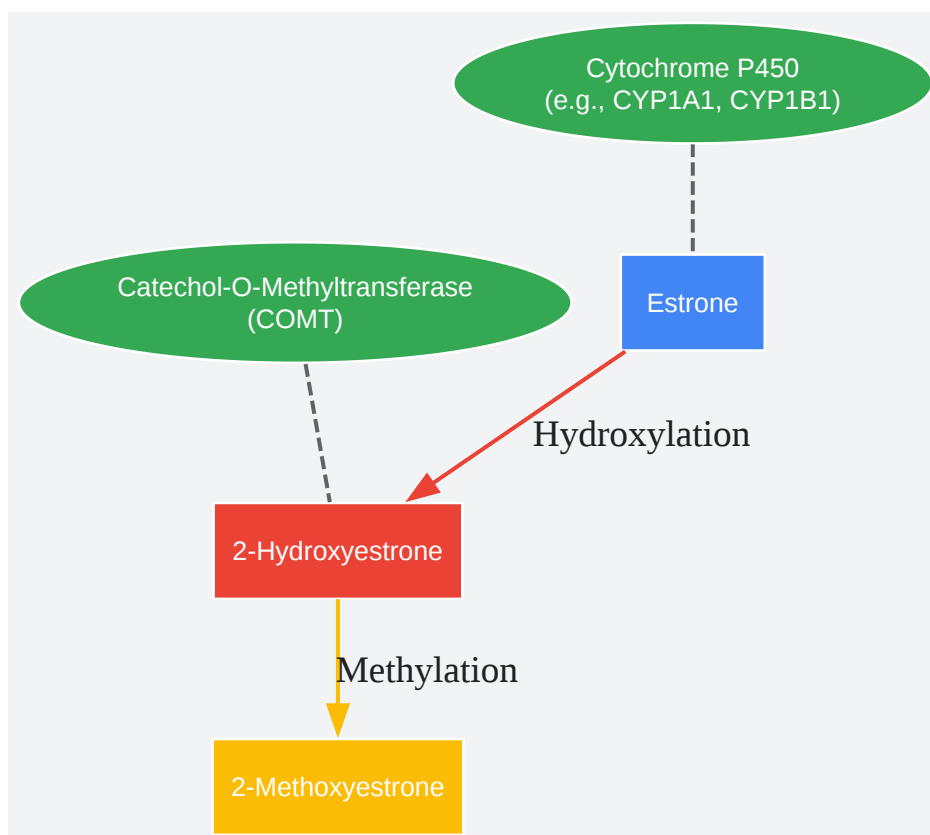 Cytochrome P450
(e.g., CYP1A1, CYP1B1)
Catechol-O-Methyltransferase
(COMT)
Estrone
Hydroxylation
2-Hydroxyestrone
Methylation
2-Methoxyestrone